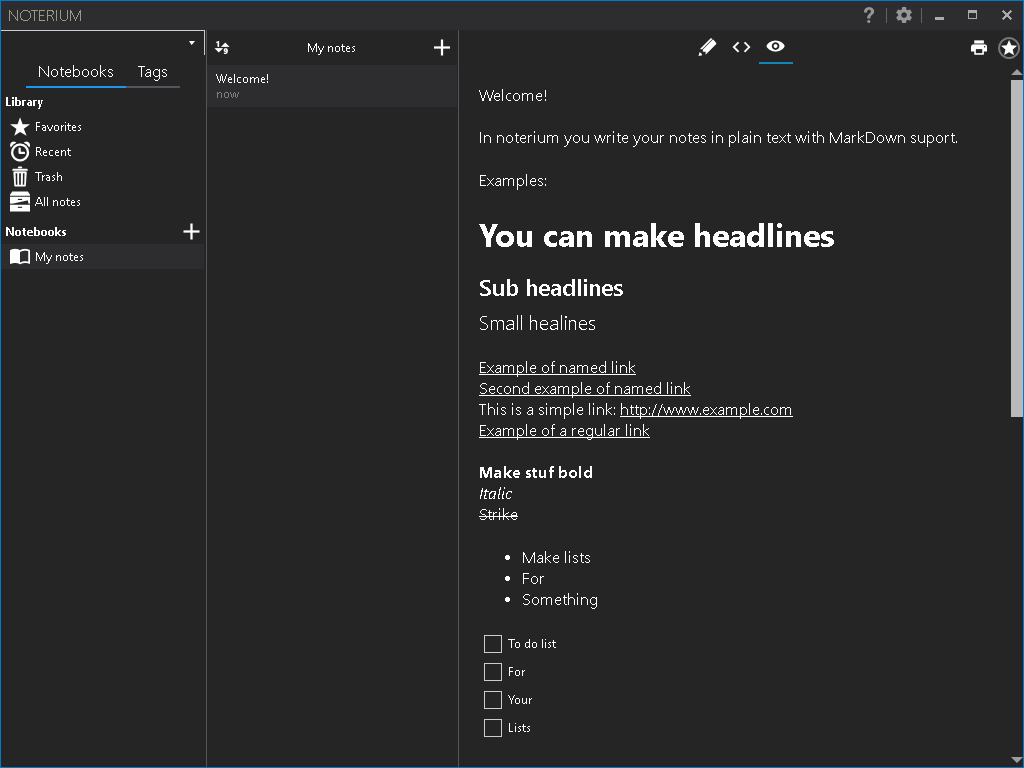 NOTERIUM
Notebooks Tags
Library
Favorites
Recent
Trash
All notes
Notebooks
My notes
My notes
Welcome!
now
Welcome!
In noterium you write your notes in plain text with MarkDown suport.
Examples:
You can make headlines
Sub headlines
Small healines
Example of named link
Second example of named link
This is a simple link: http://www.example.com
Example of a regular link
Make stuf bold
Italic
Strike
• Make lists
• For
• Something
To do list
For
Your
Lists